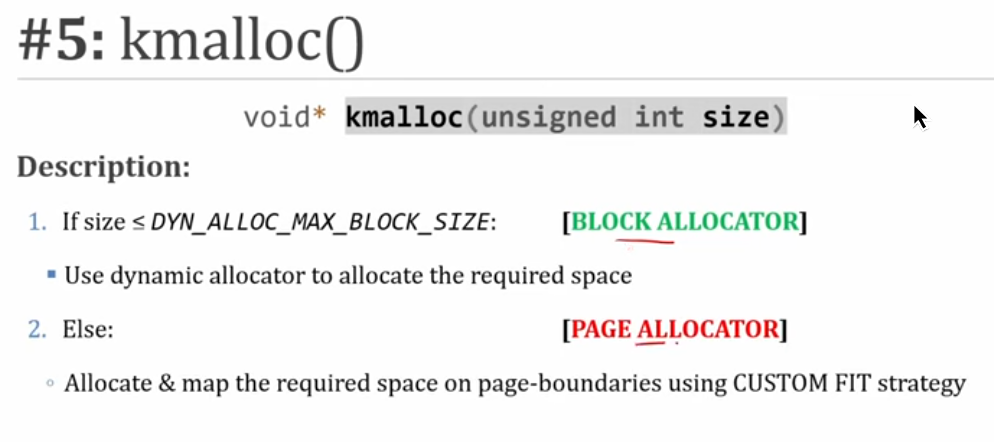 #5: kmalloc()
void* kmalloc(unsigned int size)
Description:
1. If size ≤ DYN_ALLOC_MAX_BLOCK_SIZE: [BLOCK ALLOCATOR]
▪ Use dynamic allocator to allocate the required space
2. Else: [PAGE ALLOCATOR]
◦ Allocate & map the required space on page-boundaries using CUSTOM FIT strategy